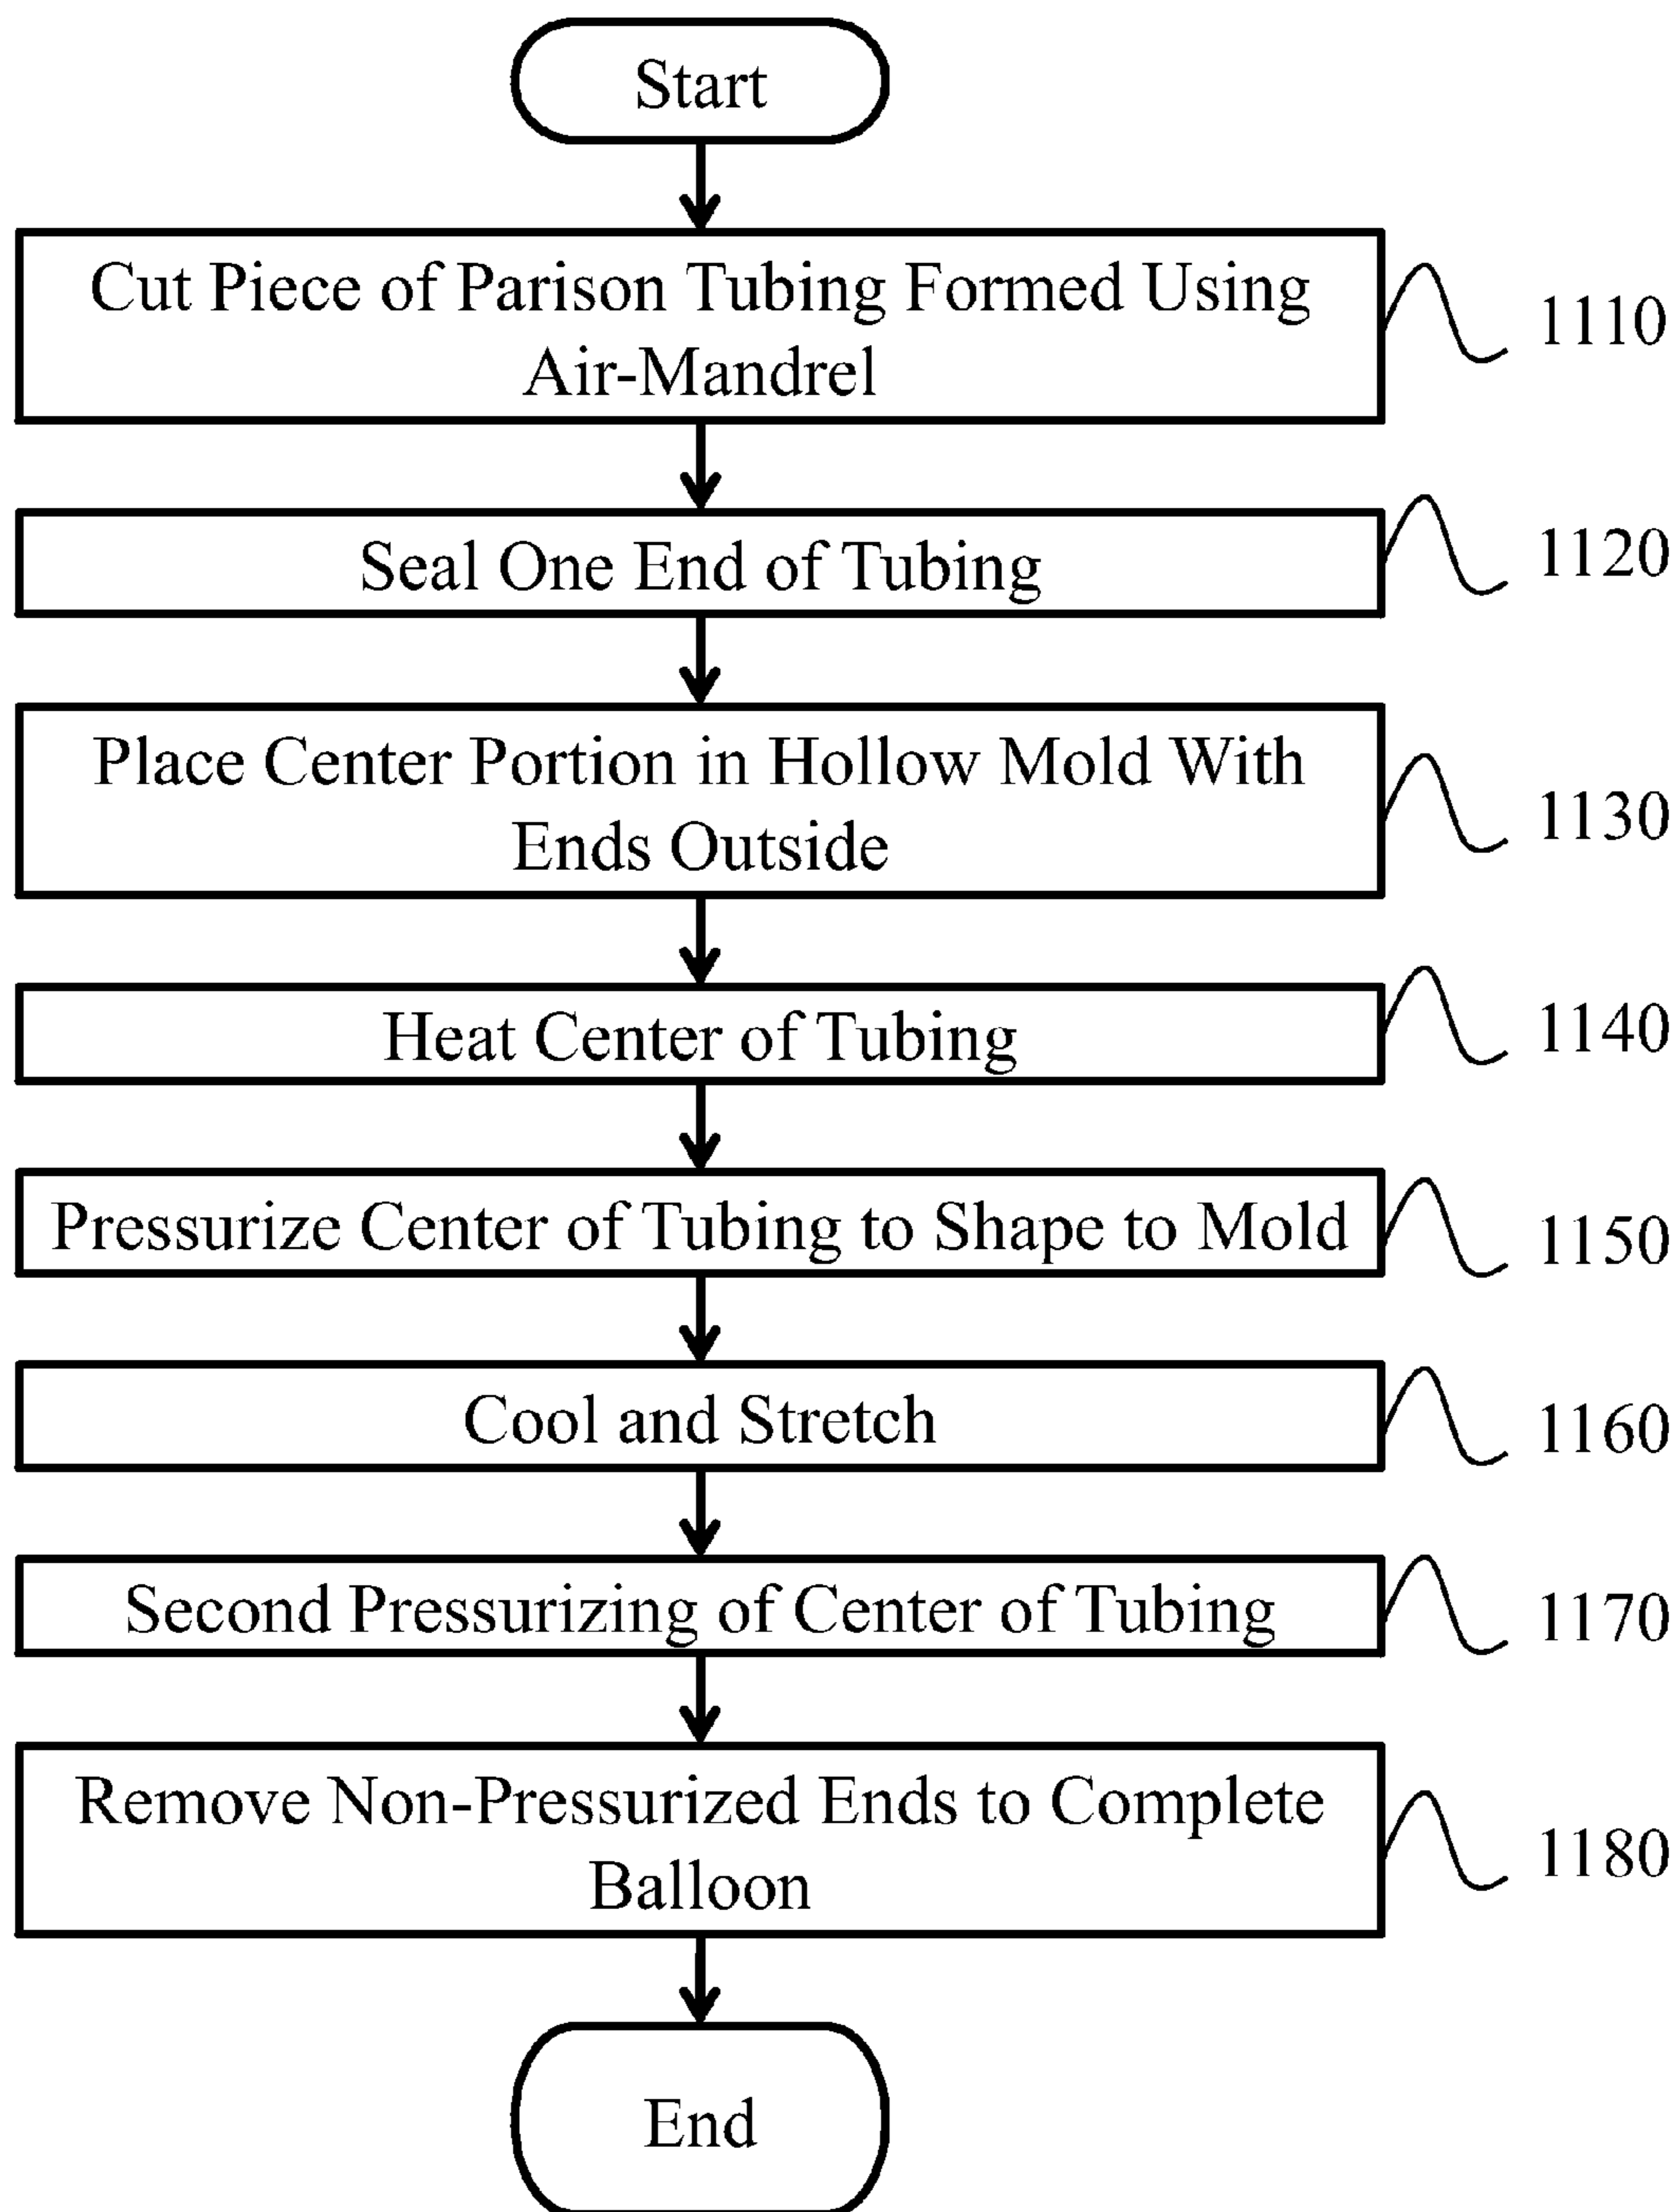 Start
Cut Piece of Parison Tubing Formed Using
Air-Mandrel
1110
Seal One End of Tubing
1120
Place Center Portion in Hollow Mold With
Ends Outside
1130
Heat Center of Tubing
1140
Pressurize Center of Tubing to Shape to Mold
1150
Cool and Stretch
1160
Second Pressurizing of Center of Tubing
1170
Remove Non-Pressurized Ends to Complete
Balloon
1180
End